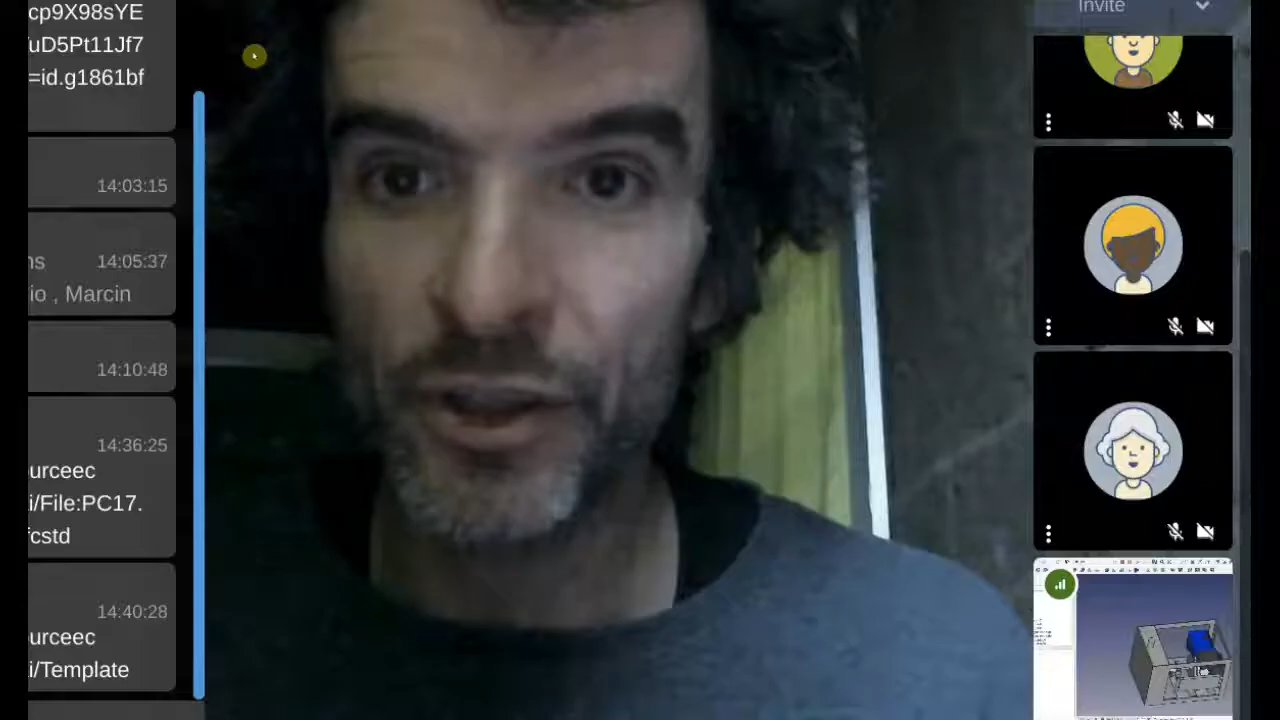 cp9X98sYE
uD5Pt11Jf7
=id.g1861bf
14:03:15
ns 14:05:37
io , Marcin
14:10:48
14:36:25
urceec
i/File:PC17.
fcstd
14:40:28
urceec
i/Template
Invite